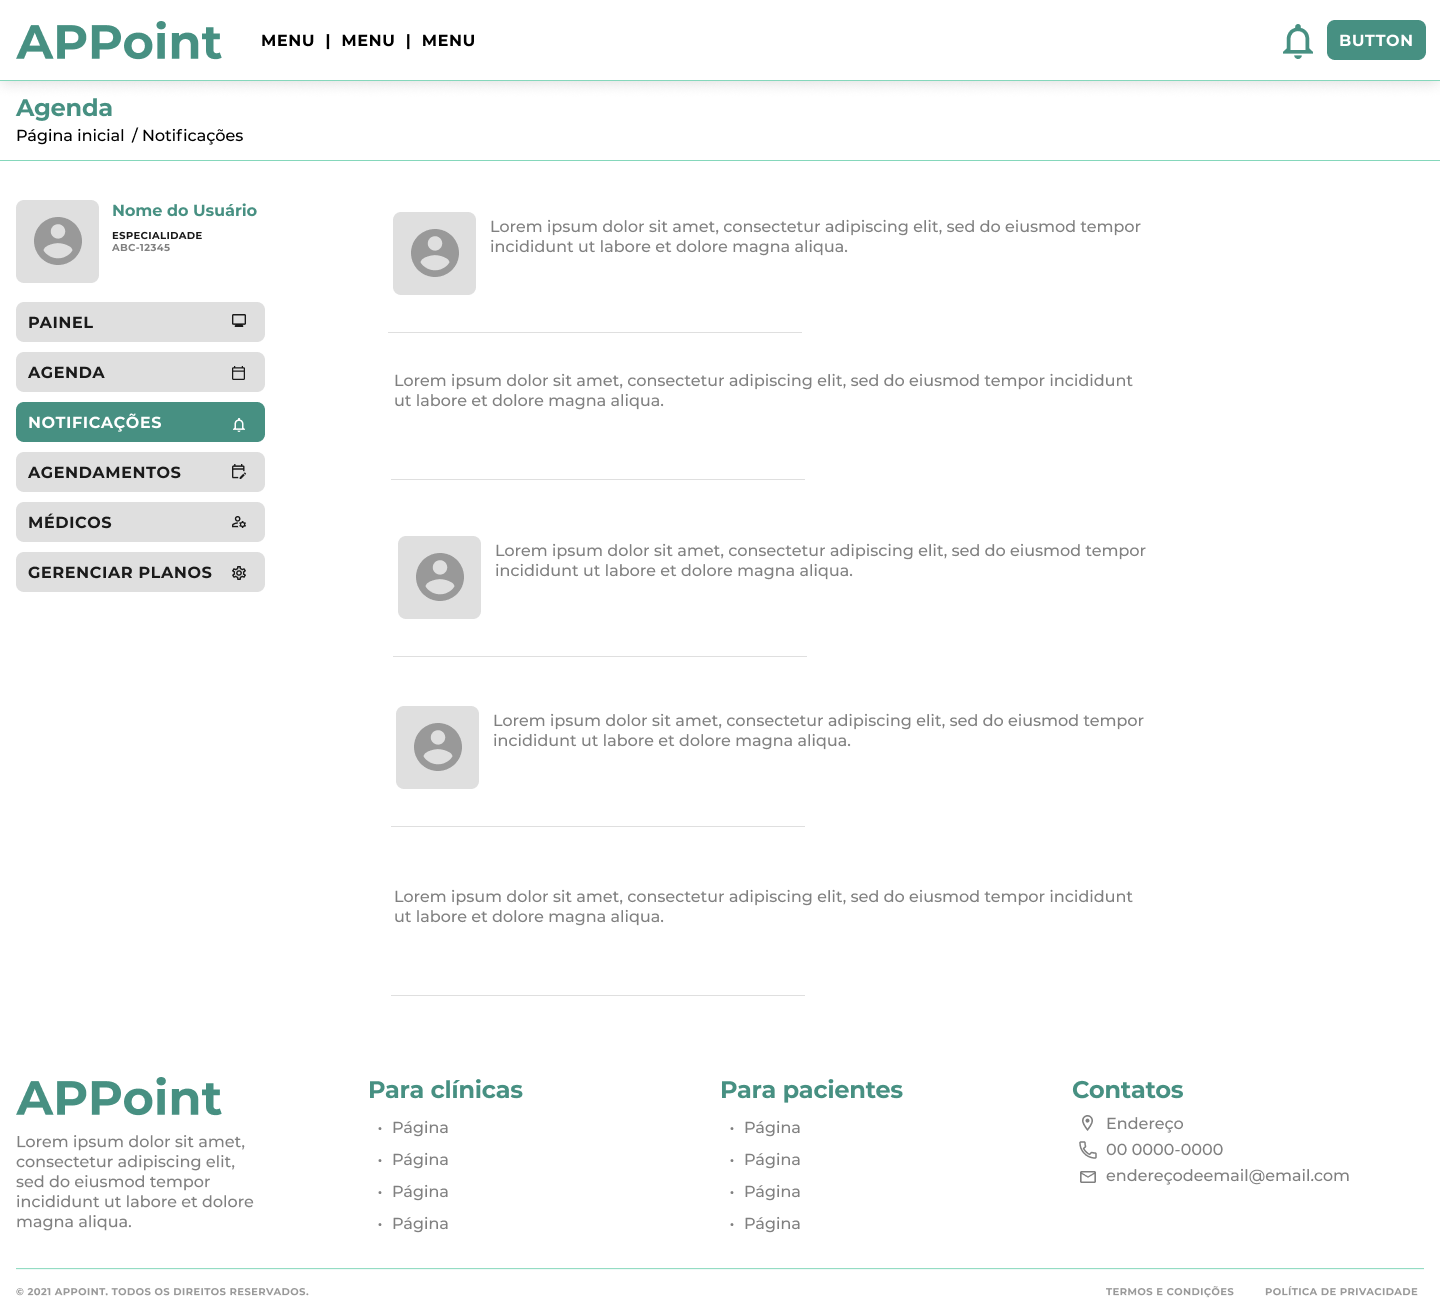 APPoint
MENU | MENU | MENU
BUTTON
Agenda
Página inicial / Notificações
Nome do Usuário
ESPECIALIDADE
ABC-12345
PAINEL
AGENDA
NOTIFICAÇÕES
AGENDAMENTOS
MÉDICOS
GERENCIAR PLANOS
Lorem ipsum dolor sit amet, consectetur adipiscing elit, sed do eiusmod tempor
incididunt ut labore et dolore magna aliqua.
Lorem ipsum dolor sit amet, consectetur adipiscing elit, sed do eiusmod tempor incididunt
ut labore et dolore magna aliqua.
Lorem ipsum dolor sit amet, consectetur adipiscing elit, sed do eiusmod tempor
incididunt ut labore et dolore magna aliqua.
Lorem ipsum dolor sit amet, consectetur adipiscing elit, sed do eiusmod tempor
incididunt ut labore et dolore magna aliqua.
Lorem ipsum dolor sit amet, consectetur adipiscing elit, sed do eiusmod tempor incididunt
ut labore et dolore magna aliqua.
APPoint
Lorem ipsum dolor sit amet,
consectetur adipiscing elit,
sed do eiusmod tempor
incididunt ut labore et dolore
magna aliqua.
Para clínicas
• Página
• Página
• Página
• Página
Para pacientes
• Página
• Página
• Página
• Página
Contatos
Endereço
00 0000-0000
endereçodeemail@email.com
© 2021 APPOINT. TODOS OS DIREITOS RESERVADOS.
TERMOS E CONDIÇÕES
POLÍTICA DE PRIVACIDADE